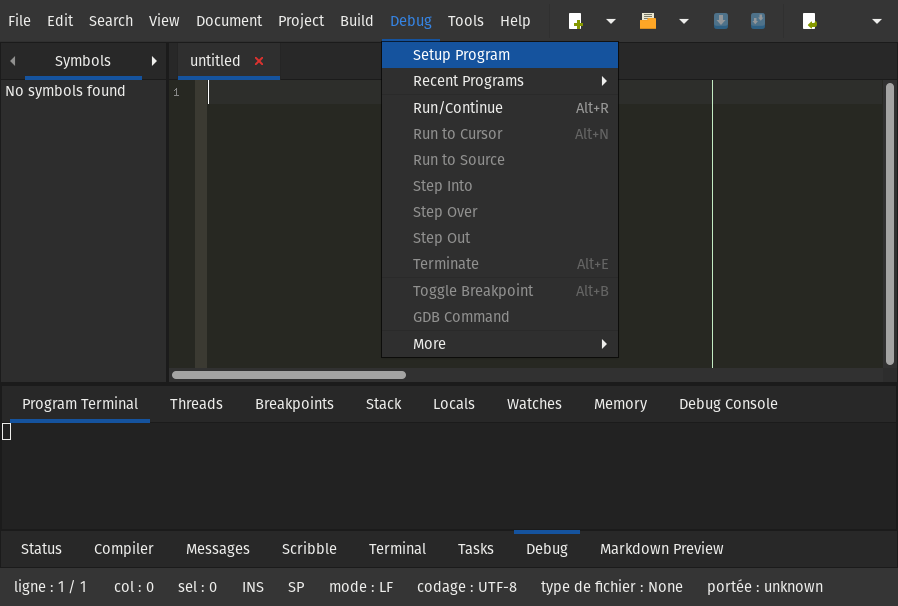 File Edit Search View Document Project Build Debug Tools Help
Symbols untitled
No symbols found
1
Setup Program
Recent Programs
Run/Continue Alt+R
Run to Cursor Alt+N
Run to Source
Step Into
Step Over
Step Out
Terminate Alt+E
Toggle Breakpoint Alt+B
GDB Command
More
Program Terminal Threads Breakpoints Stack Locals Watches Memory Debug Console
Status Compiler Messages Scribble Terminal Tasks Debug Markdown Preview
ligne : 1 / 1 col : 0 sel : 0 INS SP mode : LF codage : UTF-8 type de fichier : None portée : unknown